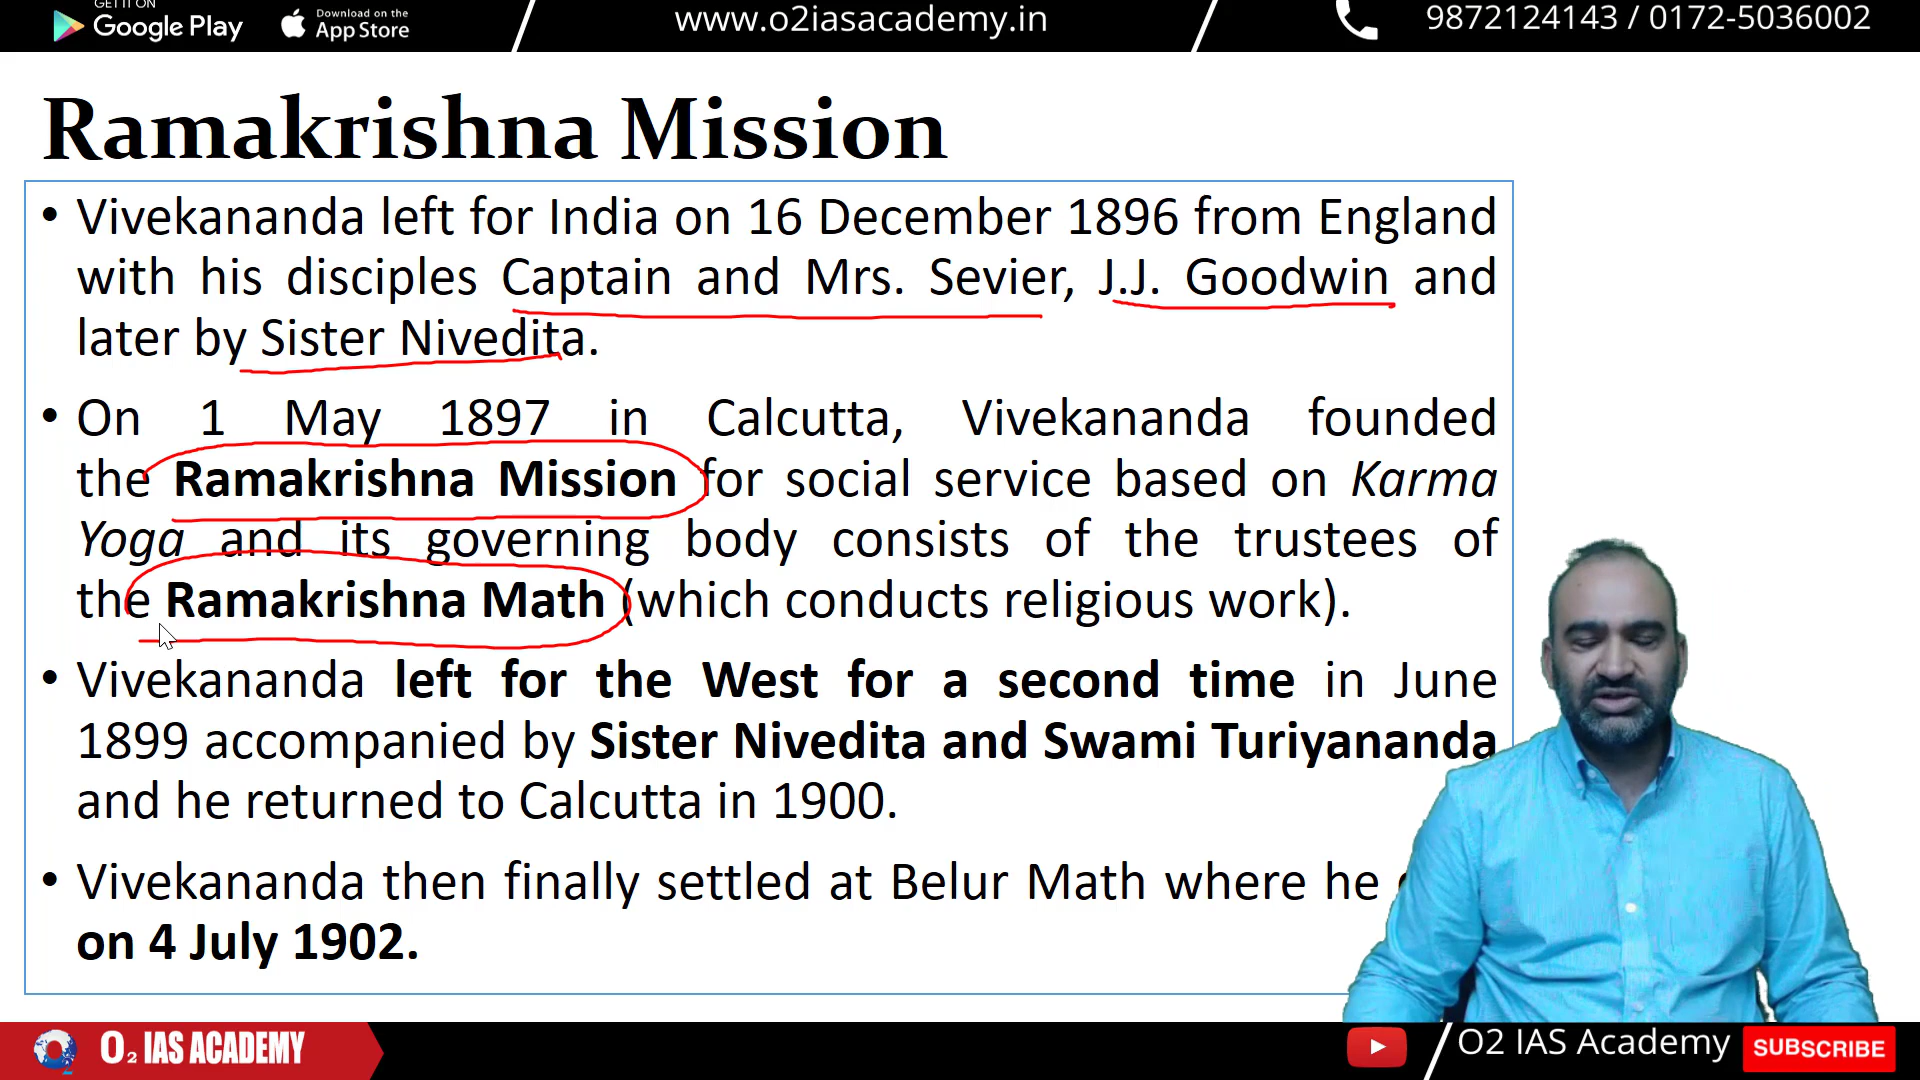 GET IT ON
Google Play
Download on the
App Store
www.o2iasacademy.in
9872124143 / 0172-5036002
Ramakrishna Mission
• Vivekananda left for India on 16 December 1896 from England
with his disciples Captain and Mrs. Sevier, J.J. Goodwin and
later by Sister Nivedita.
• On 1 May 1897 in Calcutta, Vivekananda founded
the Ramakrishna Mission for social service based on Karma
Yoga and its governing body consists of the trustees of
the Ramakrishna Math (which conducts religious work).
• Vivekananda left for the West for a second time in June
1899 accompanied by Sister Nivedita and Swami Turiyananda
and he returned to Calcutta in 1900.
• Vivekananda then finally settled at Belur Math where he
on 4 July 1902.
O2 IAS ACADEMY
O2 IAS Academy
SUBSCRIBE